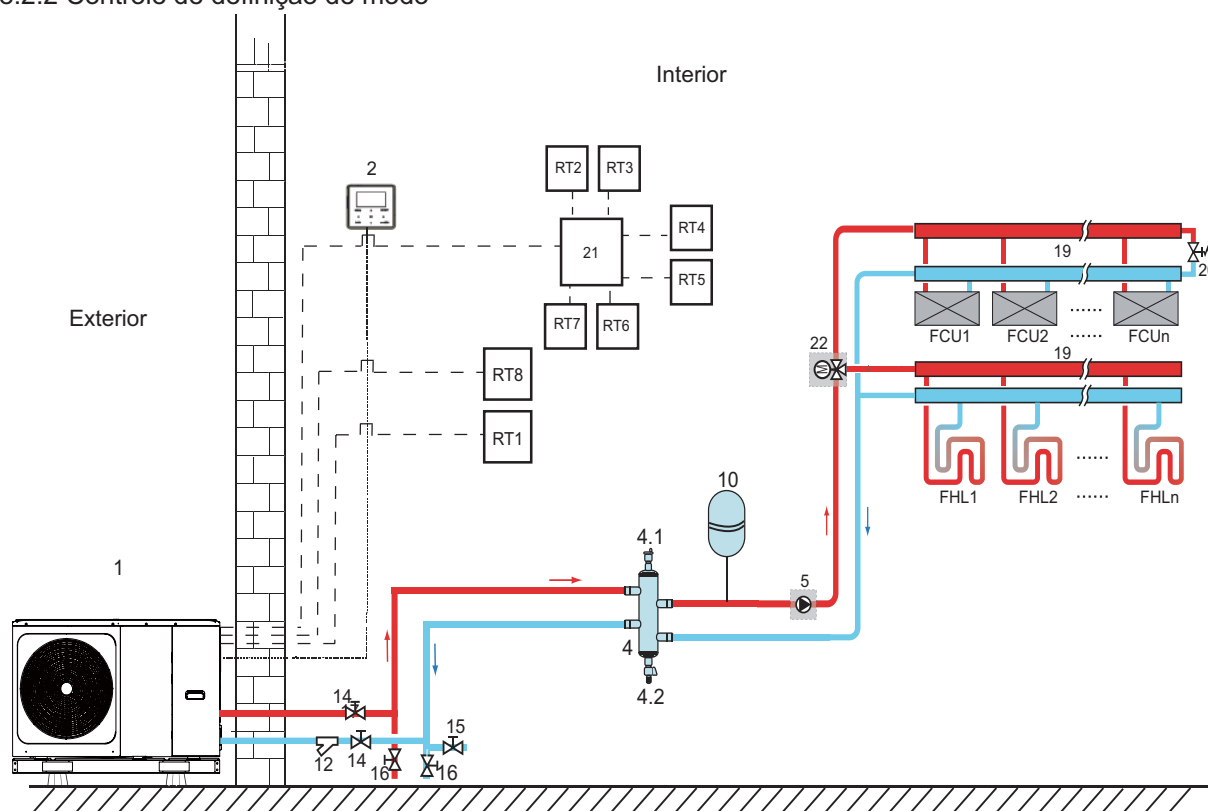 Interior
2
RT2
RT3
RT4
21
RT5
RT7
RT6
19
Exterior
FCU1
FCU2
......
......
FCUn
22
19
RT8
RT1
10
......
......
FHL1
FHL2
FHLn
4.1
1
5
4
4.2
14
15
12
14
16
16